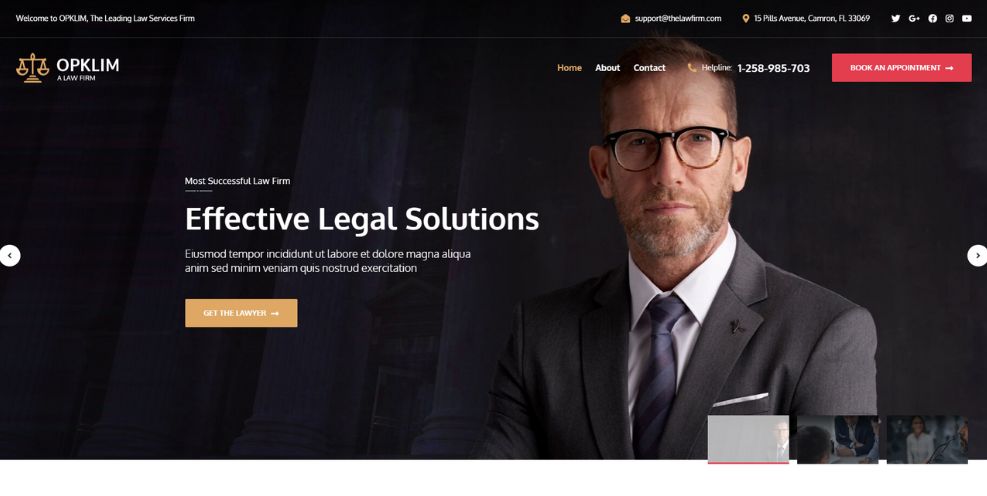 Welcome to OPKLIM, The Leading Law Services Firm
support@thelawfirm.com
15 Pills Avenue, Camron, FL 33069
OPKLIM
A LAW FIRM
Home About Contact
Helpline: 1-258-985-703
BOOK AN APPOINTMENT
Most Successful Law Firm
Effective Legal Solutions
Eiusmod tempor incididunt ut labore et dolore magna aliqua
anim sed minim veniam quis nostrud exercitation
GET THE LAWYER